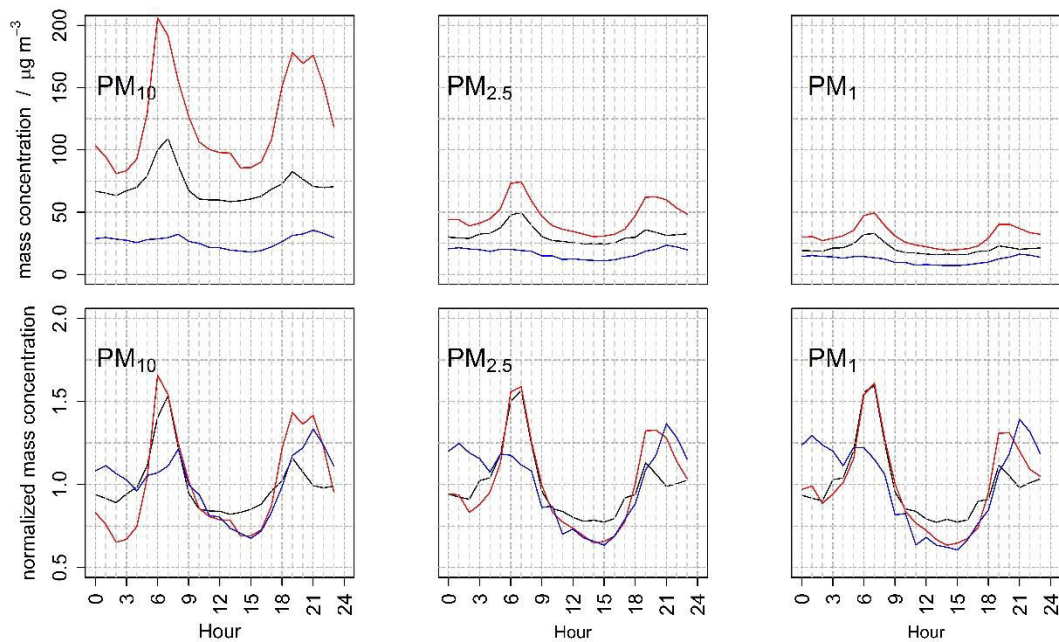 mass concentration / μg m⁻³
0 50 100 150 200
PM₁₀
PM₂.₅
PM₁
normalized mass concentration
0.5 1.0 1.5 2.0
PM₁₀
PM₂.₅
PM₁
0 3 6 9 12 15 18 21 24
0 3 6 9 12 15 18 21 24
0 3 6 9 12 15 18 21 24
Hour
Hour
Hour